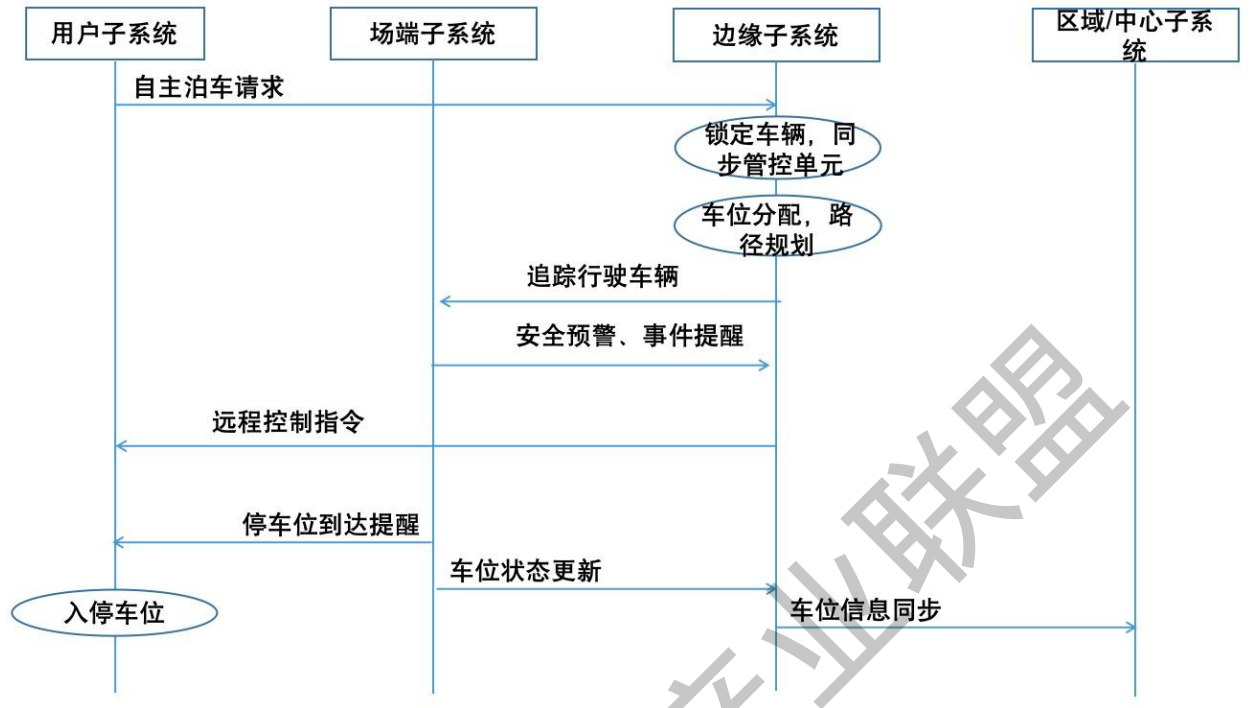 用户子系统
场端子系统
边缘子系统
区域/中心子系
统
自主泊车请求
锁定车辆，同
步管控单元
车位分配，路
径规划
追踪行驶车辆
安全预警、事件提醒
远程控制指令
停车位到达提醒
车位状态更新
车位信息同步
入停车位
产业联盟